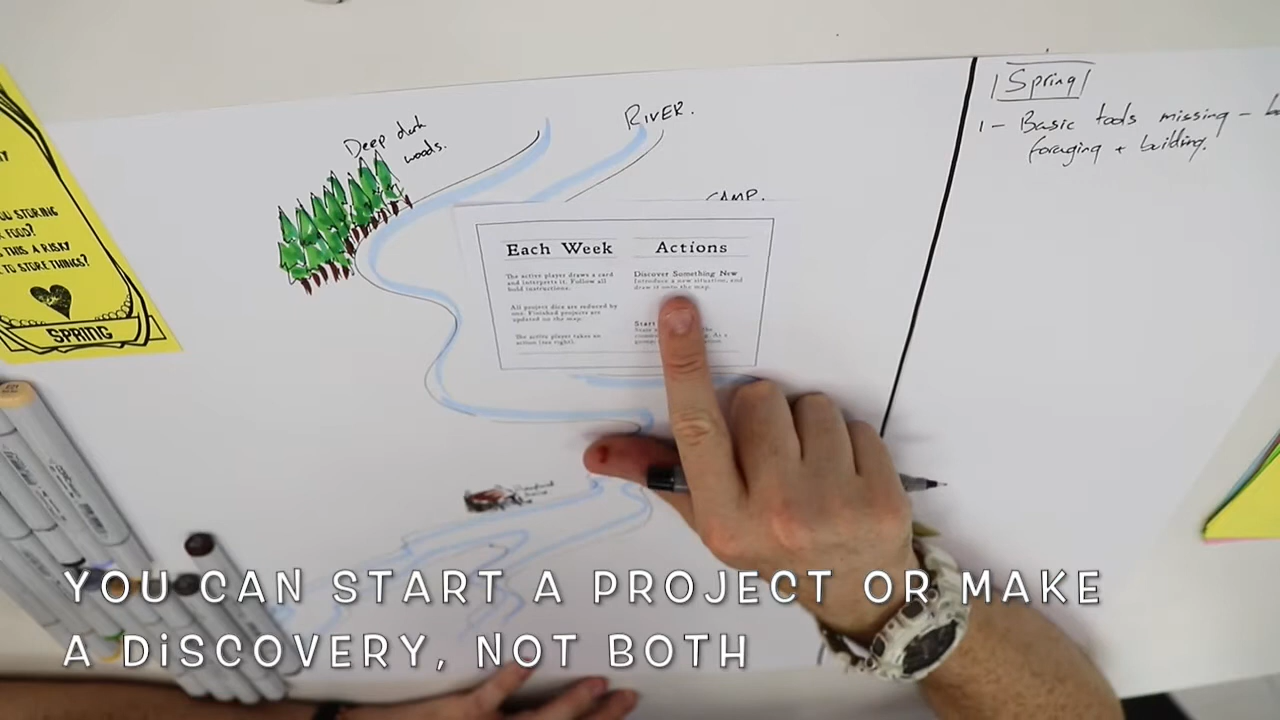 OU STORING
FOOD?
THIS A RISKY
TO STORE THINGS?
SPRING
Deep dark
woods.
RIVER.
CAMP.
Each Week
The active player draws a card
and interprets it. Follow all
bold instructions.
All project dice are reduced by
one. Finished projects are
updated on the map.
The active player takes an
action (see right).
Actions
Discover Something New
Introduce a new situation, and
draw it onto the map.
Start
|Spring|
1- Basic tools missing -
foraging + building.
YOU CAN START A PROJECT OR MAKE
A DiSCOVERY, NOT BOTH